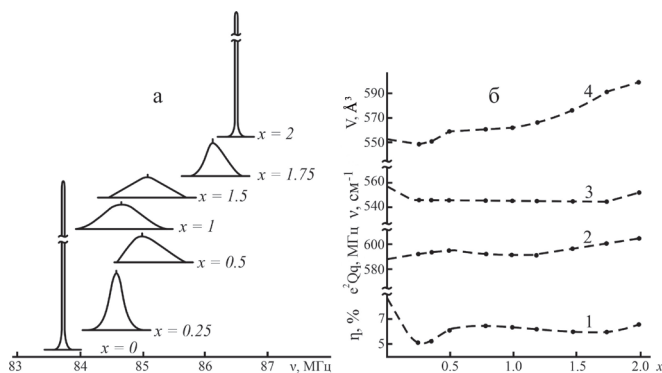 а
x = 2
x = 1.75
x = 1.5
x = 1
x = 0.5
x = 0.25
x = 0
83 84 85 86 87 ν, МГц
б
V, Å³
590
570
550
4
ν, см⁻¹
560
540
3
e²Qq, МГц
600
580
2
η, %
7
5
1
0 0.5 1.0 1.5 2.0 x